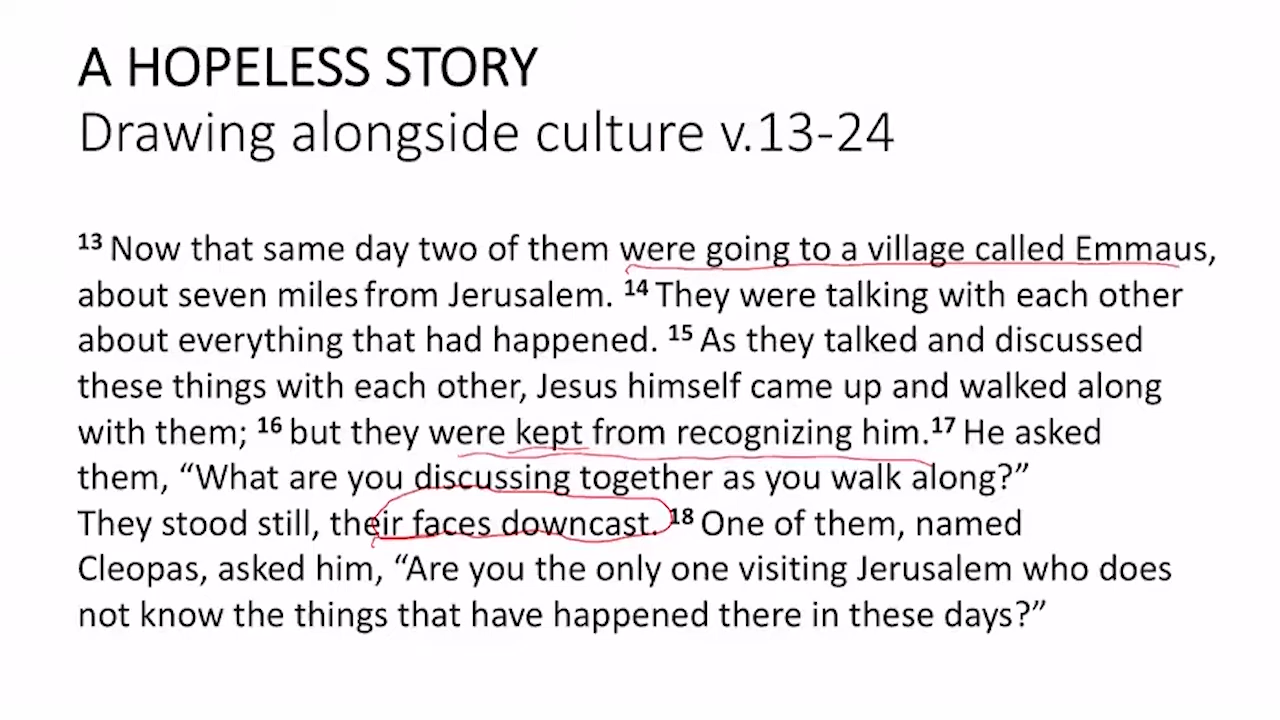 A HOPELESS STORY
Drawing alongside culture v.13-24
13 Now that same day two of them were going to a village called Emmaus,
about seven miles from Jerusalem. 14 They were talking with each other
about everything that had happened. 15 As they talked and discussed
these things with each other, Jesus himself came up and walked along
with them; 16 but they were kept from recognizing him.17 He asked
them, “What are you discussing together as you walk along?”
They stood still, their faces downcast. 18 One of them, named
Cleopas, asked him, “Are you the only one visiting Jerusalem who does
not know the things that have happened there in these days?”